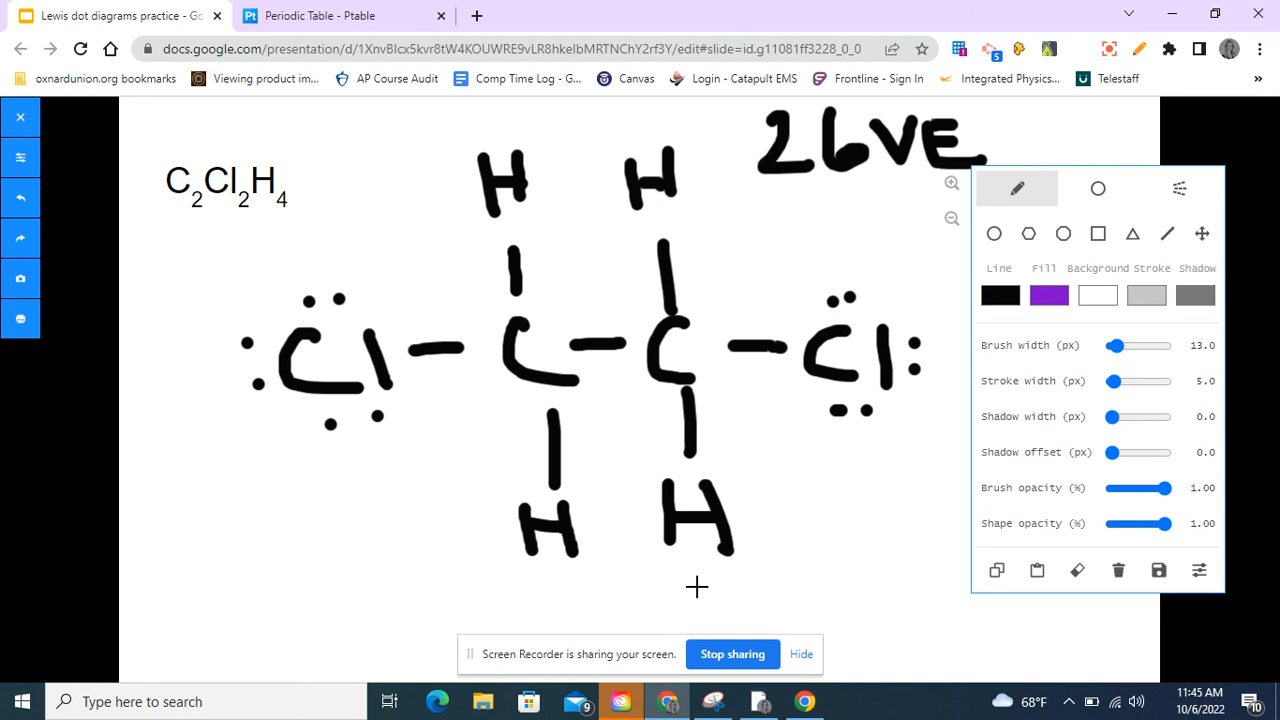 Lewis dot diagrams practice - Go
Periodic Table - Ptable
docs.google.com/presentation/d/1XnvBIcx5kvr8tW4KOUWRE9vLR8hkelbMRTNChY2rf3Y/edit#slide=id.g11081ff3228_0_0
5
oxnardunion.org bookmarks
Viewing product im...
AP Course Audit
Comp Time Log - G...
Canvas
Login - Catapult EMS
Frontline - Sign In
Integrated Physics...
Telestaff
»
C2Cl2H4
26VE
H H
Cl - C - C - Cl
H H
Line Fill Background Stroke Shadow
Brush width (px) 13.0
Stroke width (px) 5.0
Shadow width (px) 0.0
Shadow offset (px) 0.0
Brush opacity (%) 1.00
Shape opacity (%) 1.00
Screen Recorder is sharing your screen. Stop sharing Hide
Type here to search
9
68°F
11:45 AM
10/6/2022
10